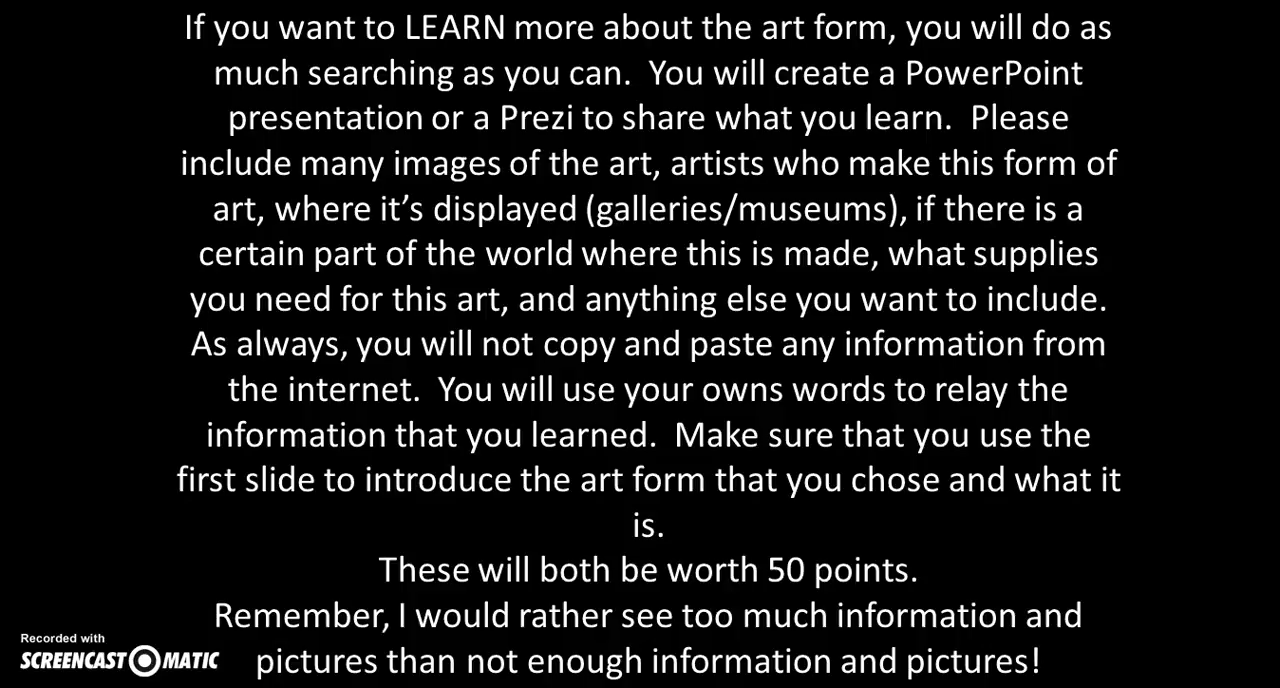 If you want to LEARN more about the art form, you will do as
much searching as you can.  You will create a PowerPoint
presentation or a Prezi to share what you learn.  Please
include many images of the art, artists who make this form of
art, where it’s displayed (galleries/museums), if there is a
certain part of the world where this is made, what supplies
you need for this art, and anything else you want to include.
As always, you will not copy and paste any information from
the internet.  You will use your owns words to relay the
information that you learned.  Make sure that you use the
first slide to introduce the art form that you chose and what it
is.
These will both be worth 50 points.
Remember, I would rather see too much information and
pictures than not enough information and pictures!
Recorded with
SCREENCAST-O-MATIC